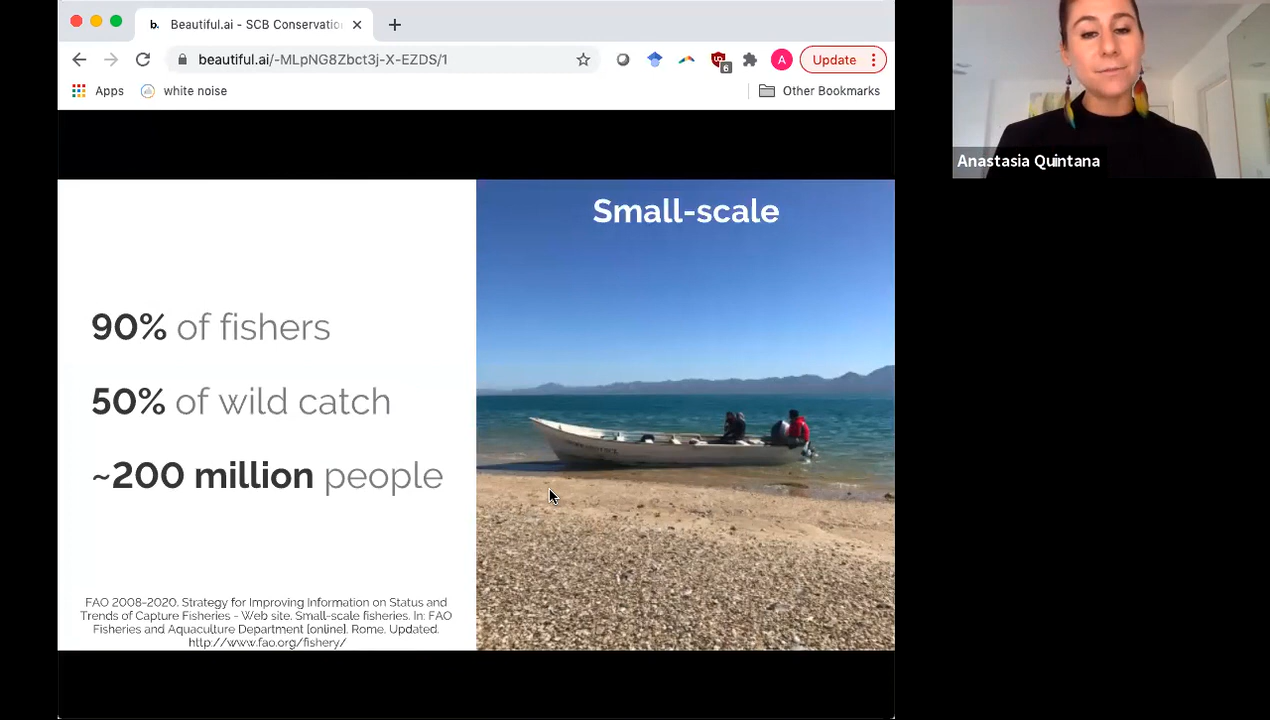 b. Beautiful.ai - SCB Conservatio
beautiful.ai/-MLpNG8Zbct3j-X-EZDS/1
6
A
Update
Apps
white noise
Other Bookmarks
Anastasia Quintana
Small-scale
90% of fishers
50% of wild catch
~200 million people
FAO 2008-2020. Strategy for Improving Information on Status and
Trends of Capture Fisheries - Web site. Small-scale fisheries. In: FAO
Fisheries and Aquaculture Department [online]. Rome. Updated.
http://www.fao.org/fishery/